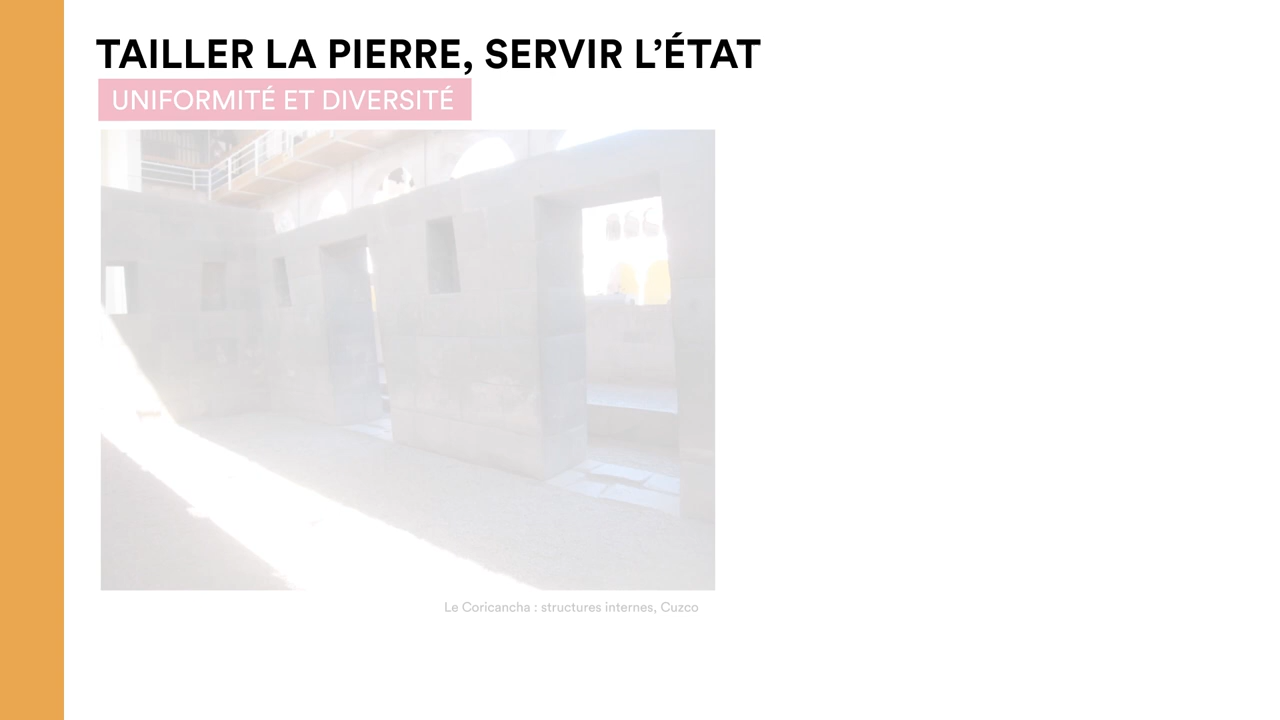 TAILLER LA PIERRE, SERVIR L’ÉTAT
UNIFORMITÉ ET DIVERSITÉ
Le Coricancha : structures internes, Cuzco